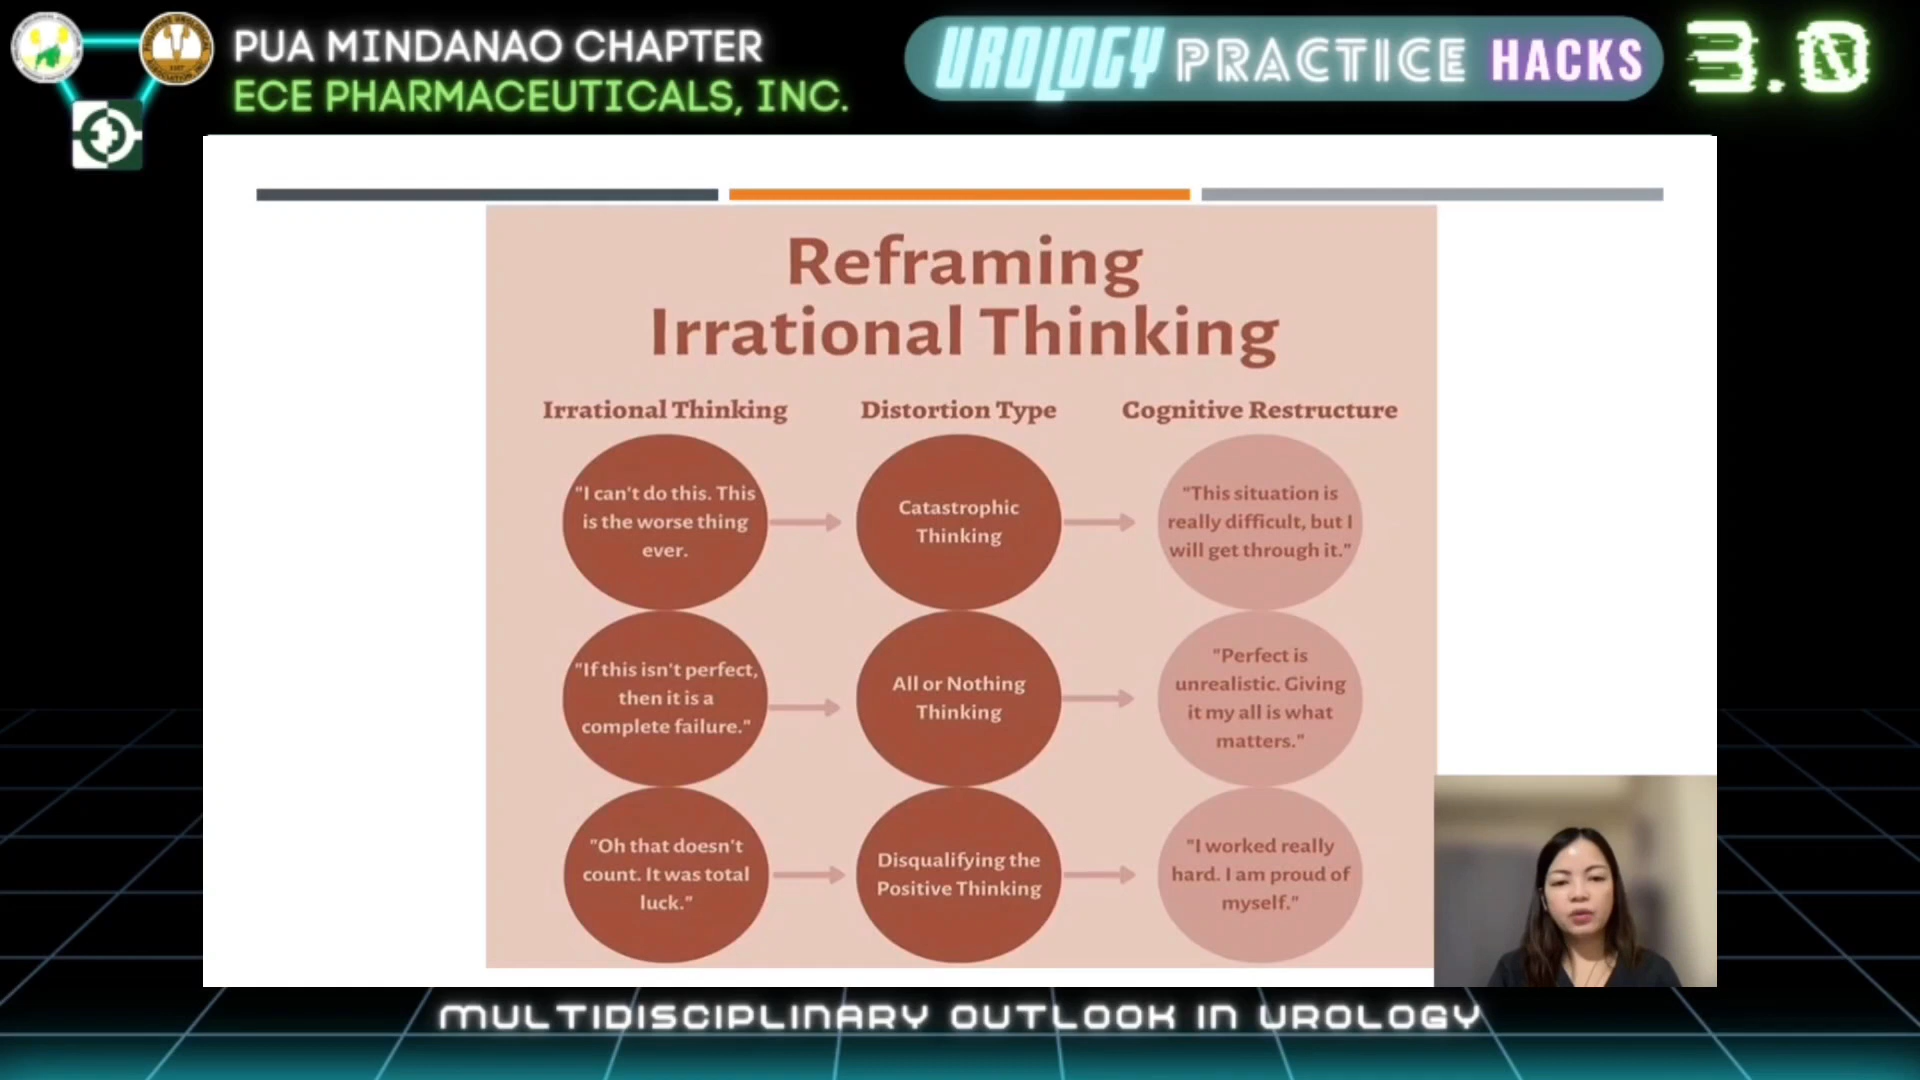 PUA MINDANAO CHAPTER
ECE PHARMACEUTICALS, INC.
UROLOGY PRACTICE HACKS 3.0
Reframing
Irrational Thinking
Irrational Thinking
Distortion Type
Cognitive Restructure
"I can't do this. This
is the worse thing
ever.
Catastrophic
Thinking
"This situation is
really difficult, but I
will get through it."
"If this isn't perfect,
then it is a
complete failure."
All or Nothing
Thinking
"Perfect is
unrealistic. Giving
it my all is what
matters."
"Oh that doesn't
count. It was total
luck."
Disqualifying the
Positive Thinking
"I worked really
hard. I am proud of
myself."
MULTIDISCIPLINARY OUTLOOK IN UROLOGY